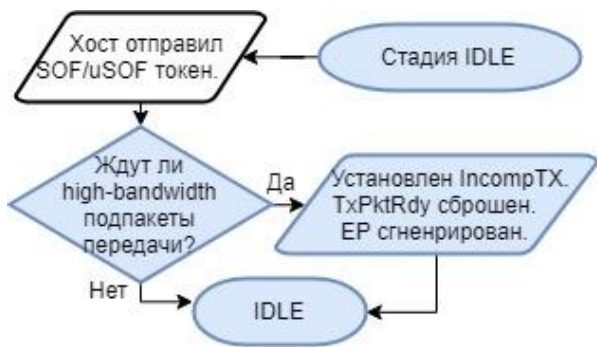 Хост отправил
SOF/uSOF токен.
Стадия IDLE
Ждут ли
high-bandwidth
подпакеты
передачи?
Да
Установлен IncompTX.
TxPktRdy сброшен.
EP сгненрирован.
Нет
IDLE